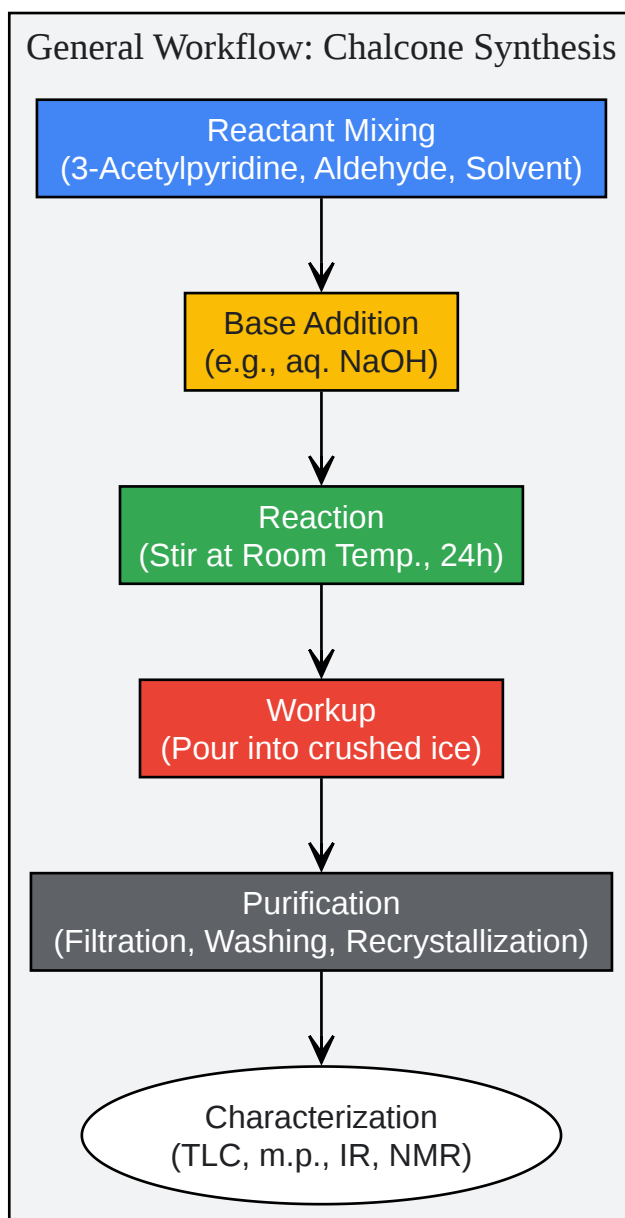 General Workflow: Chalcone Synthesis
Reactant Mixing
(3-Acetylpyridine, Aldehyde, Solvent)
Base Addition
(e.g., aq. NaOH)
Reaction
(Stir at Room Temp., 24h)
Workup
(Pour into crushed ice)
Purification
(Filtration, Washing, Recrystallization)
Characterization
(TLC, m.p., IR, NMR)